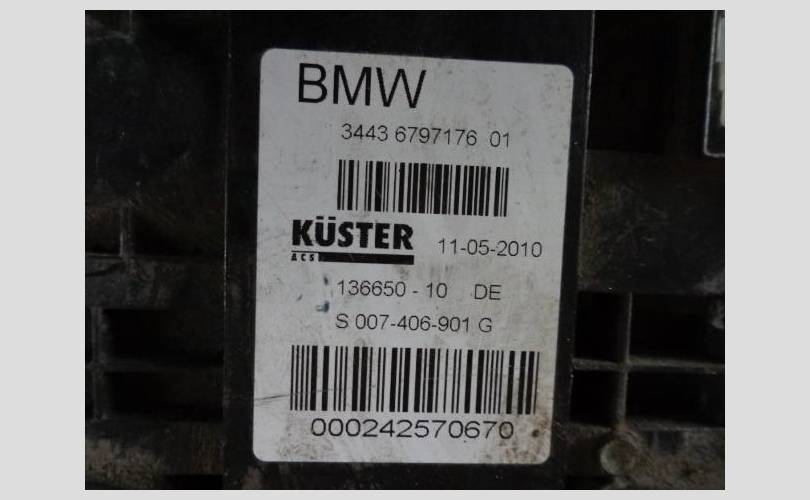 BMW
3443 6797176 01
KÜSTER
ACS
11-05-2010
136650 - 10 DE
S 007-406-901 G
000242570670